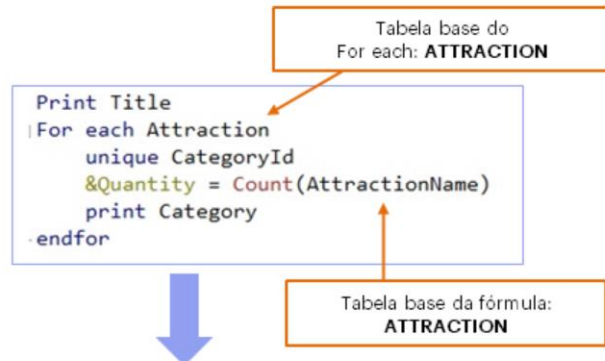 Tabela base do
For each: ATTRACTION
Print Title
For each Attraction
unique CategoryId
&Quantity = Count(AttractionName)
print Category
endfor
Tabela base da fórmula:
ATTRACTION